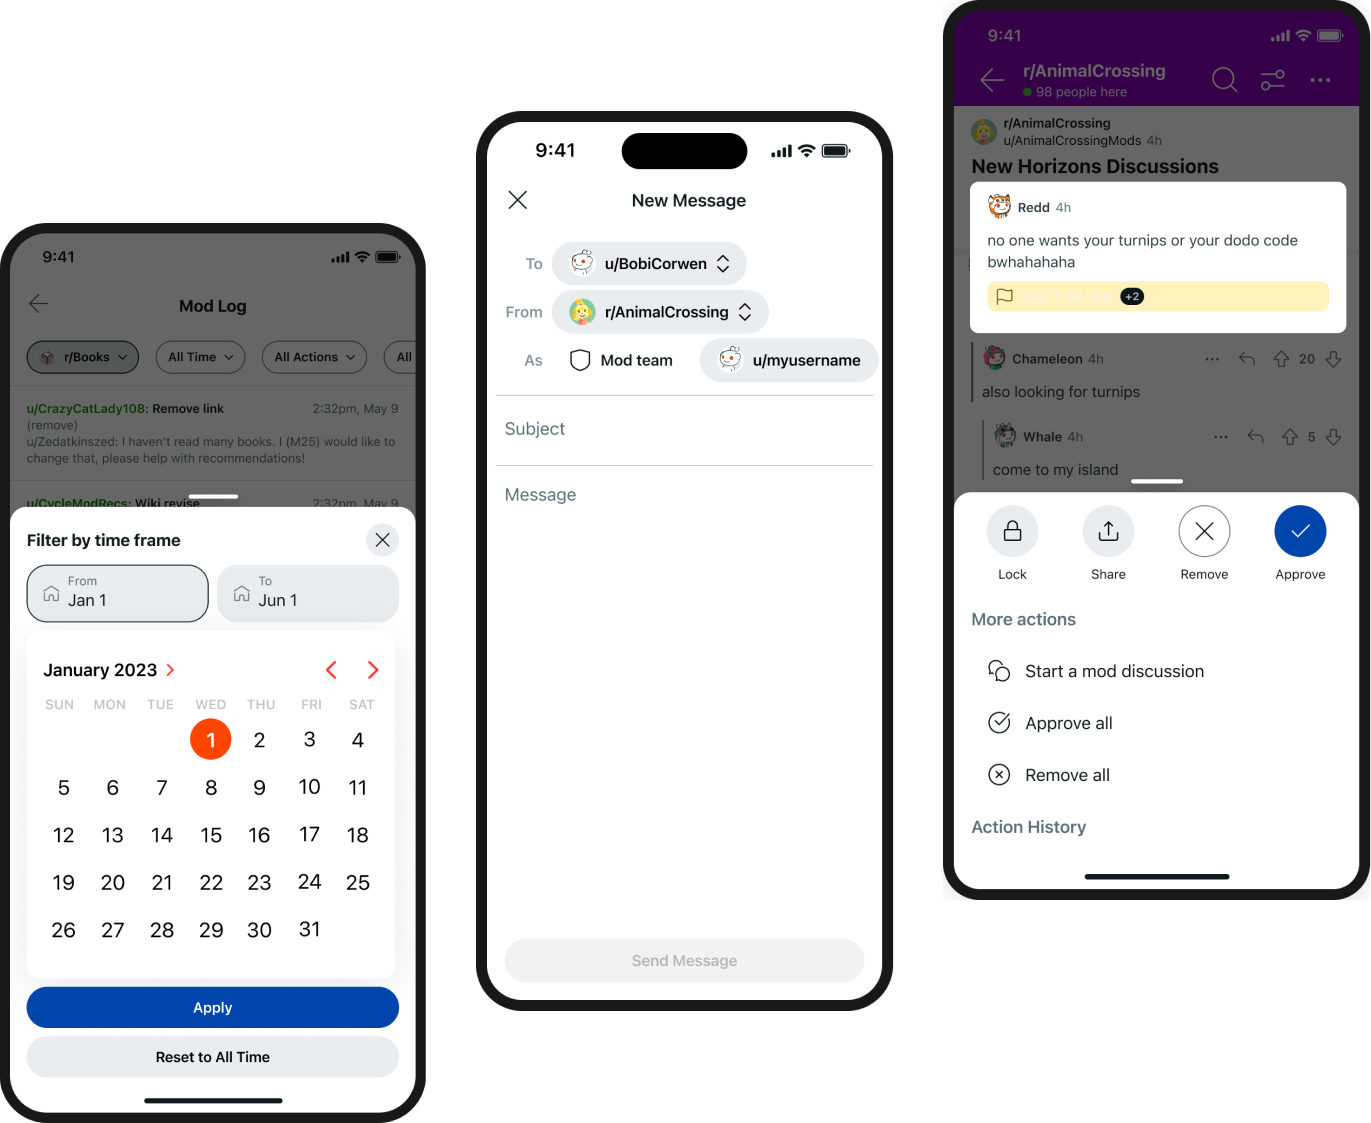 9:41
Mod Log
r/Books
All Time
All Actions
All
u/CrazyCatLady108: Remove link
2:32pm, May 9
(remove)
u/Zedatkinszed: I haven't read many books. I (M25) would like to
change that, please help with recommendations!
u/CycleModRecs: Wiki revise
2:32pm, May 9
Filter by time frame
From
Jan 1
To
Jun 1
January 2023
SUN MON TUE WED THU FRI SAT
1 2 3 4
5 6 7 8 9 10 11
12 13 14 15 16 17 18
19 20 21 22 23 24 25
26 27 28 29 30 31
Apply
Reset to All Time
9:41
New Message
To
u/BobiCorwen
From
r/AnimalCrossing
As
Mod team
u/myusername
Subject
Message
Send Message
9:41
r/AnimalCrossing
98 people here
r/AnimalCrossing
u/AnimalCrossingMods 4h
New Horizons Discussions
Redd 4h
no one wants your turnips or your dodo code
bwhahahaha
+2
Chameleon 4h
20
also looking for turnips
Whale 4h
5
come to my island
Lock
Share
Remove
Approve
More actions
Start a mod discussion
Approve all
Remove all
Action History